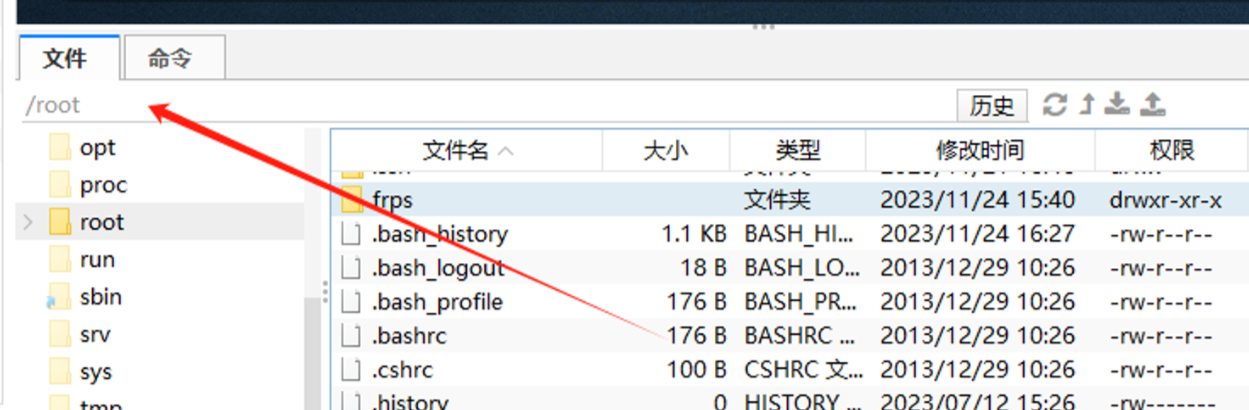 文件 命令
/root 历史
opt
proc
root
run
sbin
srv
sys
tmp
文件名 大小 类型 修改时间 权限
frps 文件夹 2023/11/24 15:40 drwxr-xr-x
.bash_history 1.1 KB BASH_HI... 2023/11/24 16:27 -rw-r--r--
.bash_logout 18 B BASH_LO... 2013/12/29 10:26 -rw-r--r--
.bash_profile 176 B BASH_PR... 2013/12/29 10:26 -rw-r--r--
.bashrc 176 B BASHRC ... 2013/12/29 10:26 -rw-r--r--
.cshrc 100 B CSHRC 文... 2013/12/29 10:26 -rw-r--r--
.history 0 HISTORY 2023/07/12 15:26 -rw-------